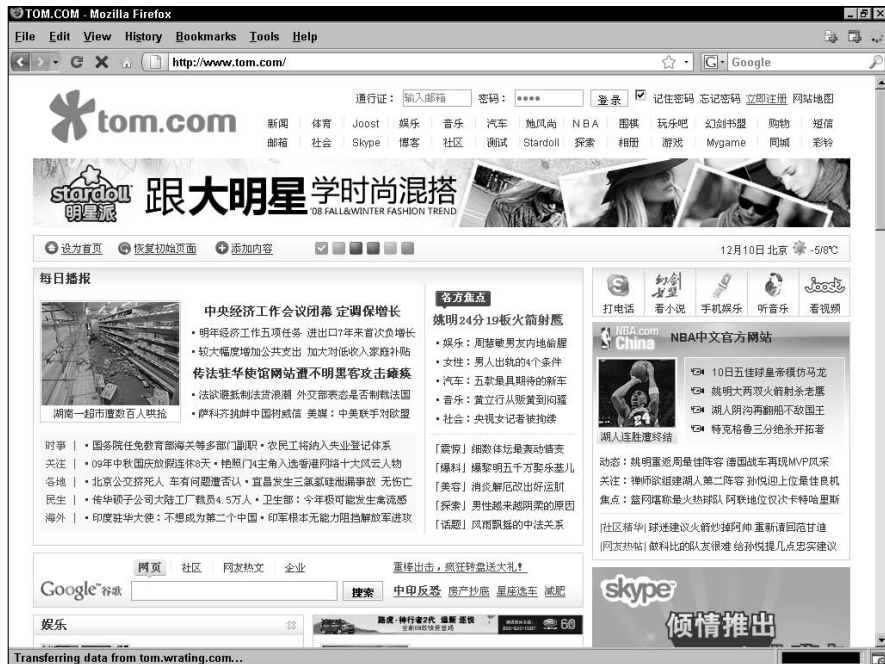 TOM.COM - Mozilla Firefox
File Edit View History Bookmarks Tools Help
http://www.tom.com/
Google
通行证： 输入邮箱 密码： 登录 记住密码 忘记密码 立即注册 网站地图
tom.com
新闻 体育 Joost 娱乐 音乐 汽车 她风尚 NBA 围棋 玩乐吧 幻剑书盟 购物 短信
邮箱 社会 Skype 博客 社区 测试 Stardoll 探索 相册 游戏 Mygame 同城 彩铃
stardoll 明星派 跟大明星学时尚混搭
'08 FALL&WINTER FASHION TREND
设为首页 恢复初始页面 添加内容
12月10日 北京 -5/8℃
每日播报
中央经济工作会议闭幕 定调保增长
·明年经济工作五项任务 进出口7年来首次负增长
·较大幅度增加公共支出 加大对低收入家庭补贴
传法驻华使馆网站遭不明黑客攻击瘫痪
·法欲避抵制法货浪潮 外交部表态是否制裁法国
·萨科齐挑衅中国树威信 美媒：中美联手对欧盟
湖南一超市遭数百人哄抢
时事 | ·国务院任免教育部海关等多部门副职 ·农民工将纳入失业登记体系
关注 | ·09年中秋国庆放假连休8天 ·艳照门4主角入选香港网络十大风云人物
各地 | ·北京公交挤死人 车有问题遭否认 ·宜昌发生三氯氢硅泄漏事故 无伤亡
民生 | ·传华硕子公司大陆工厂裁员4.5万人 ·卫生部：今年极可能发生禽流感
海外 | ·印度驻华大使：不想成为第二个中国 ·印军根本无能力阻挡解放军进攻
各方焦点
姚明24分19板火箭射鹰
·娱乐：周慧敏男友内地偷腥
·女性：男人出轨的4个条件
·汽车：五款最具期待的新车
·音乐：黄立行从贩黄到闷骚
·社会：央视女记者被拘续
「震惊」细数体坛最轰动情变
「爆料」爆黎明五千万娶乐基儿
「美容」消炎解厄改出好运肌
「探索」男性越来越阴柔的原因
「话题」风雨飘摇的中法关系
打电话 看小说 手机娱乐 听音乐 看视频
幻剑书盟
Joost
NBA.com China NBA中文官方网站
10日五佳球皇帝模仿马龙
姚明大两双火箭射杀老鹰
湖人阴沟再翻船不敌国王
特克格鲁三分绝杀开拓者
湖人连胜遭终结
动态：姚明重返周最佳阵容 德国战车再现MVP风采
关注：禅师欲组建湖人第二阵容 孙悦迎上位最佳良机
焦点：篮网堪称最火热球队 阿联地位仅次卡特哈里斯
|社区精华| 球迷建议火箭炒掉阿帅 重新请回范甘迪
|网友热帖| 做科比的队友很难 给孙悦提几点忠实建议
网页 社区 网友热文 企业
重棒出击，疯狂转盘送大礼！
Google 谷歌 搜索 中印反恐 房产抄底 星座选车 减肥
娱乐
路虎·神行者2代 追新 逐悦
skype
倾情推出
Transferring data from tom.wrating.com...